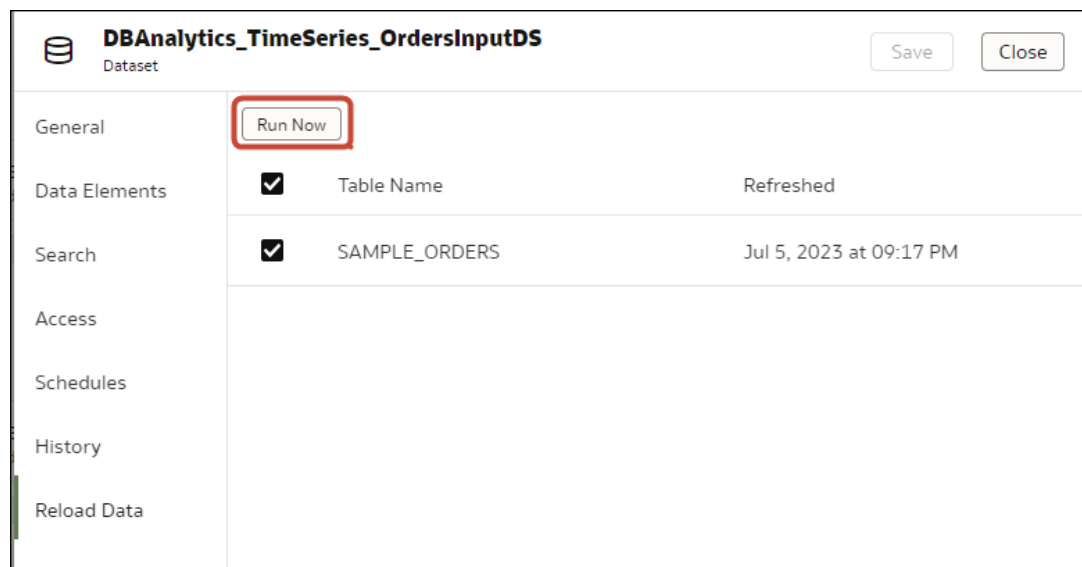 DBAnalytics_TimeSeries_OrdersInputDS
Dataset
Save
Close
General
Data Elements
Search
Access
Schedules
History
Reload Data
Run Now
Table Name Refreshed
SAMPLE_ORDERS Jul 5, 2023 at 09:17 PM